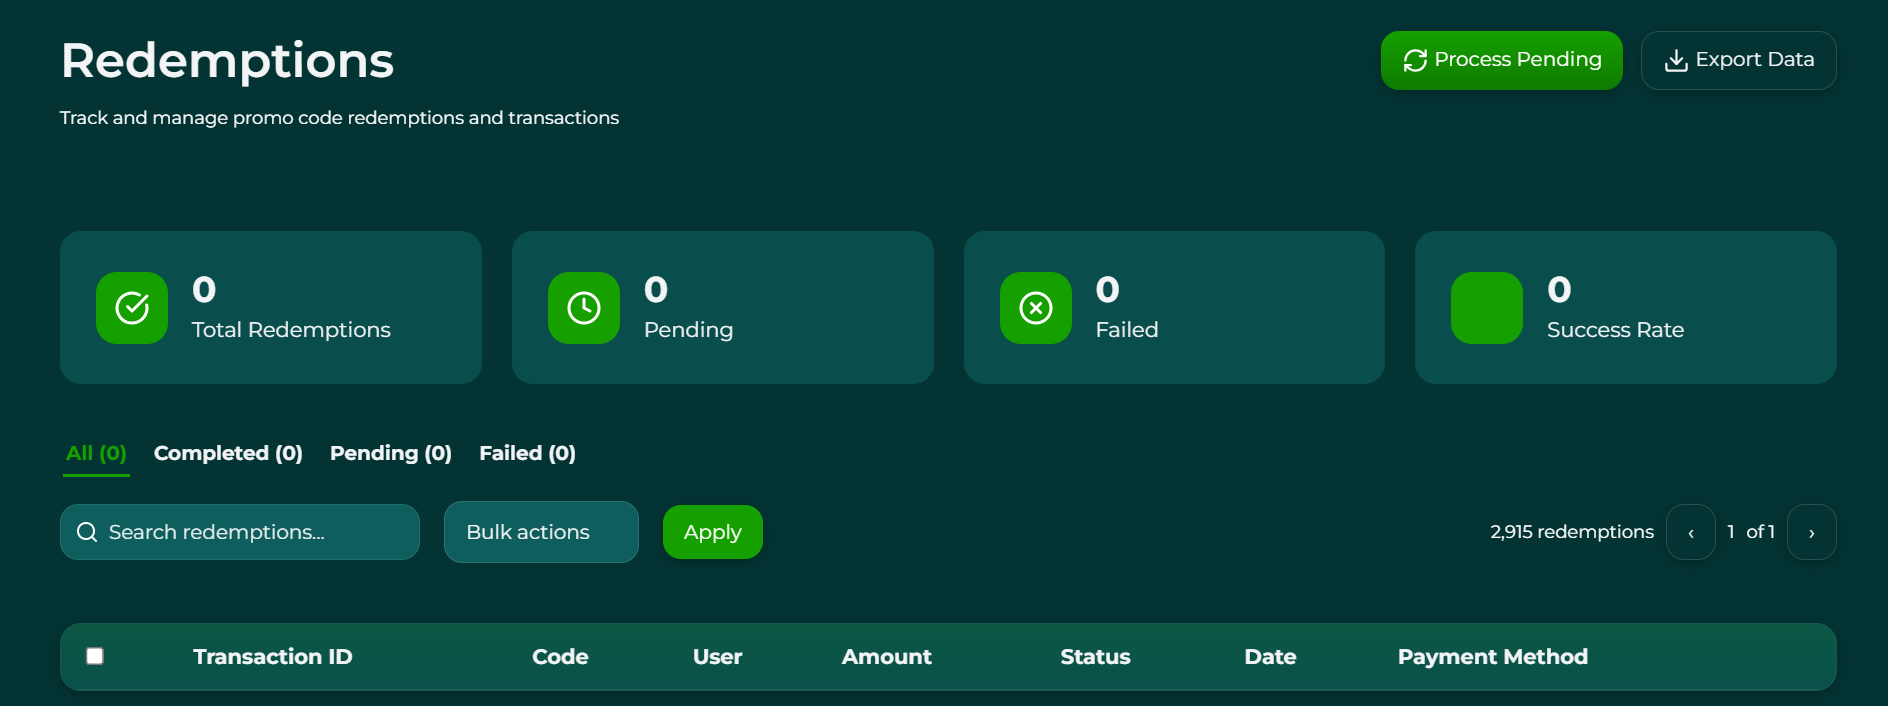 Redemptions
Process Pending
Export Data
Track and manage promo code redemptions and transactions
0
Total Redemptions
0
Pending
0
Failed
0
Success Rate
All (0)
Completed (0)
Pending (0)
Failed (0)
Search redemptions...
Bulk actions
Apply
2,915 redemptions
‹
1 of 1
›
Transaction ID
Code
User
Amount
Status
Date
Payment Method